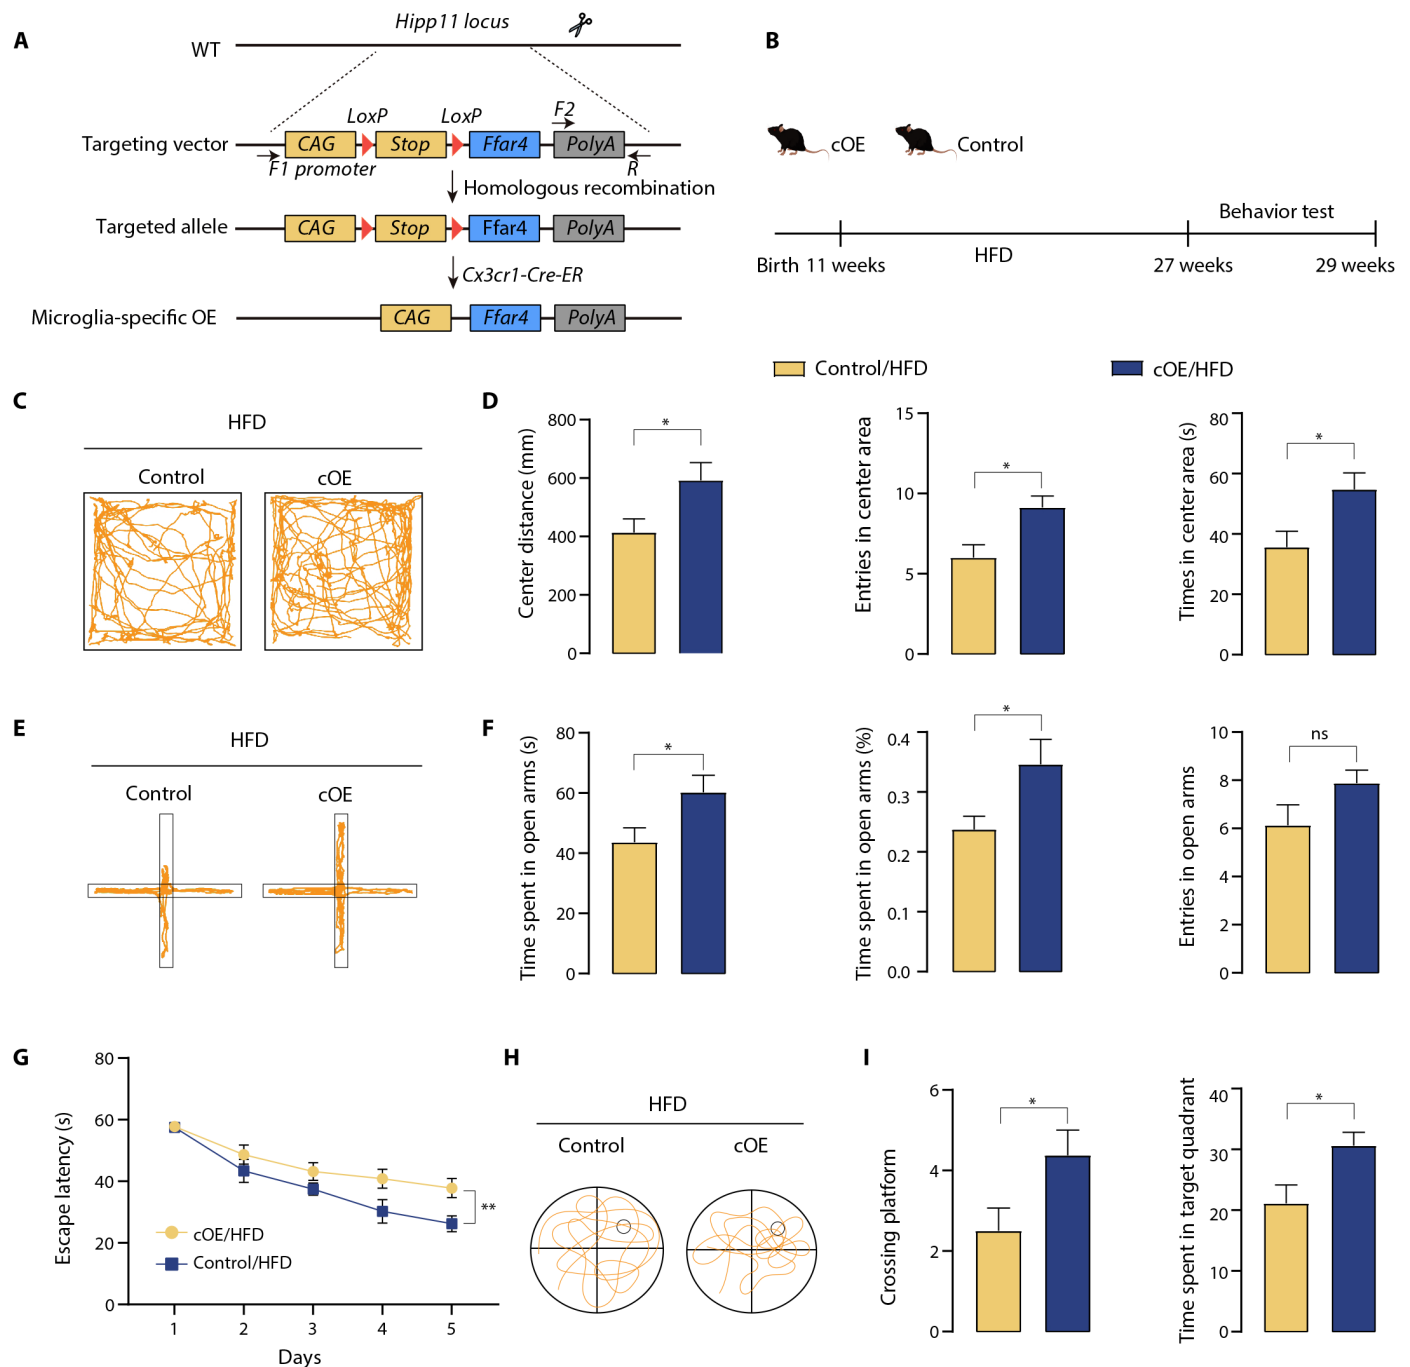 A
Hipp11 locus
WT
LoxP
LoxP
F2
Targeting vector
CAG
Stop
Ffar4
PolyA
F1 promoter
R
Homologous recombination
Targeted allele
CAG
Stop
Ffar4
PolyA
Cx3cr1-Cre-ER
Microglia-specific OE
CAG
Ffar4
PolyA
B
cOE
Control
Behavior test
HFD
Birth 11 weeks
27 weeks
29 weeks
Control/HFD
cOE/HFD
C
HFD
Control
cOE
D
Center distance (mm)
800
600
400
200
0
*
Entries in center area
15
10
5
0
*
Times in center area (s)
80
60
40
20
0
*
E
HFD
Control
cOE
F
Time spent in open arms (s)
80
60
40
20
0
*
Time spent in open arms (%)
0.4
0.3
0.2
0.1
0.0
*
Entries in open arms
10
8
6
4
2
0
ns
G
Escape latency (s)
80
60
40
20
0
**
cOE/HFD
Control/HFD
1 2 3 4 5
Days
H
HFD
Control
cOE
I
Crossing platform
6
4
2
0
*
Time spent in target quadrant
40
30
20
10
0
*